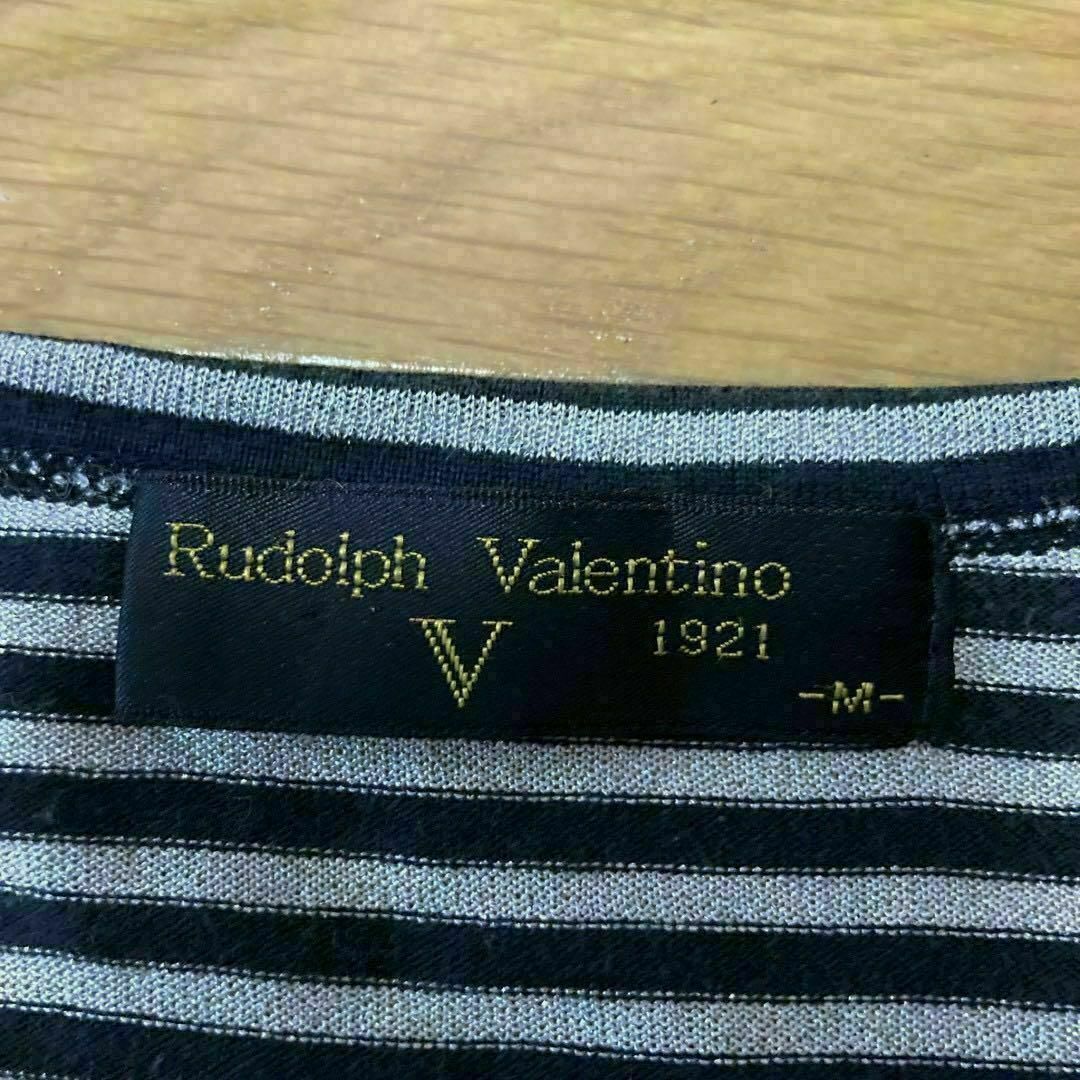 Rudolph Valentino
V 1921
-M-